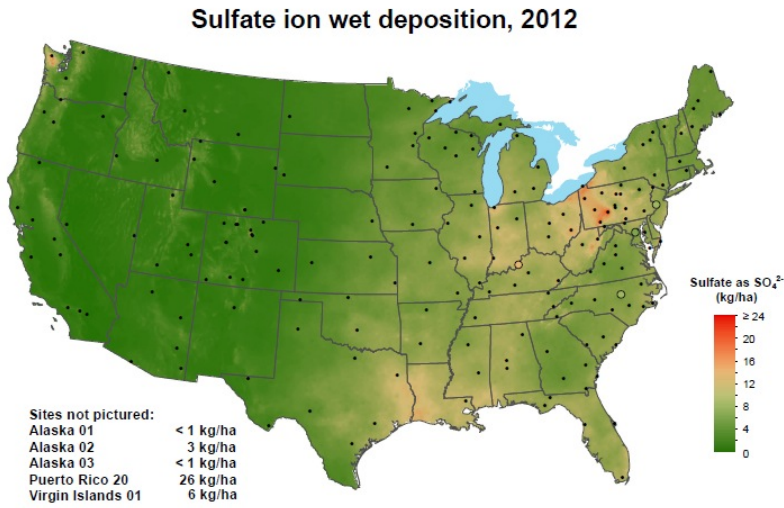 Sulfate ion wet deposition, 2012
Sulfate as SO₄²⁻
(kg/ha)
≥ 24
20
16
12
8
4
0
Sites not pictured:
Alaska 01 < 1 kg/ha
Alaska 02 3 kg/ha
Alaska 03 < 1 kg/ha
Puerto Rico 20 26 kg/ha
Virgin Islands 01 6 kg/ha